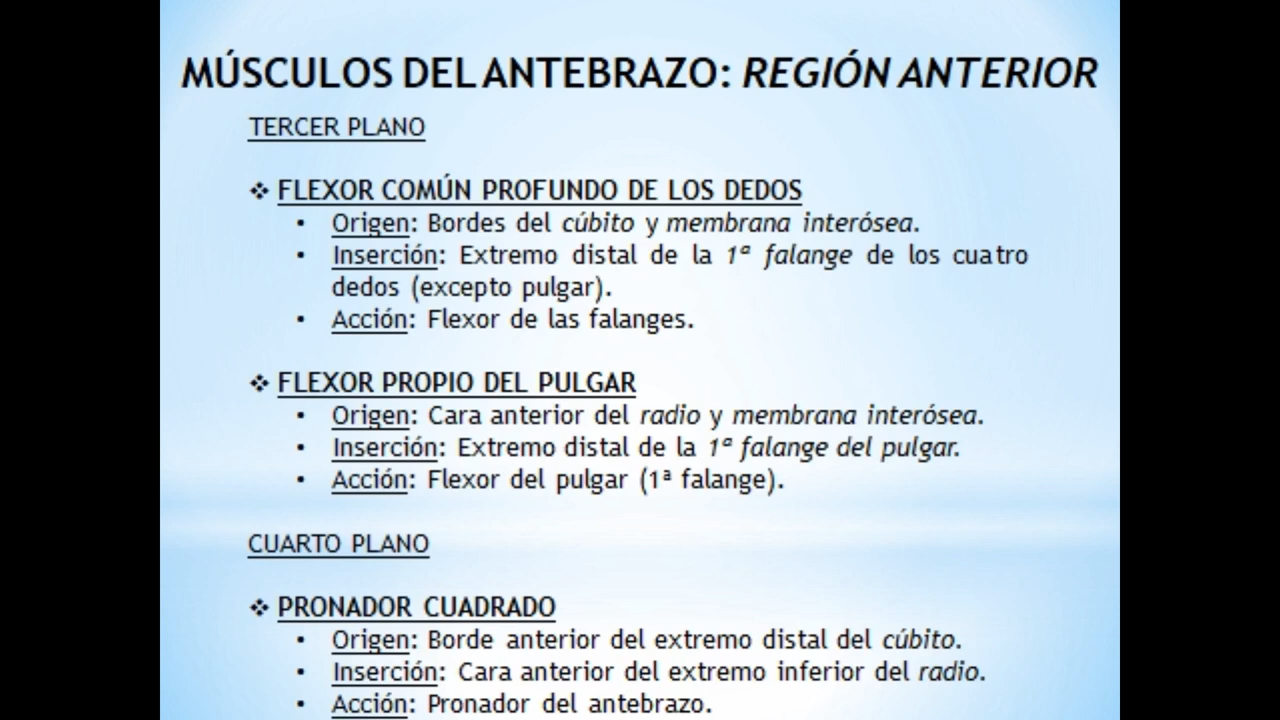 MÚSCULOS DEL ANTEBRAZO: REGIÓN ANTERIOR
TERCER PLANO
❖ FLEXOR COMÚN PROFUNDO DE LOS DEDOS
• Origen: Bordes del cúbito y membrana interósea.
• Inserción: Extremo distal de la 1ª falange de los cuatro
dedos (excepto pulgar).
• Acción: Flexor de las falanges.
❖ FLEXOR PROPIO DEL PULGAR
• Origen: Cara anterior del radio y membrana interósea.
• Inserción: Extremo distal de la 1ª falange del pulgar.
• Acción: Flexor del pulgar (1ª falange).
CUARTO PLANO
❖ PRONADOR CUADRADO
• Origen: Borde anterior del extremo distal del cúbito.
• Inserción: Cara anterior del extremo inferior del radio.
• Acción: Pronador del antebrazo.